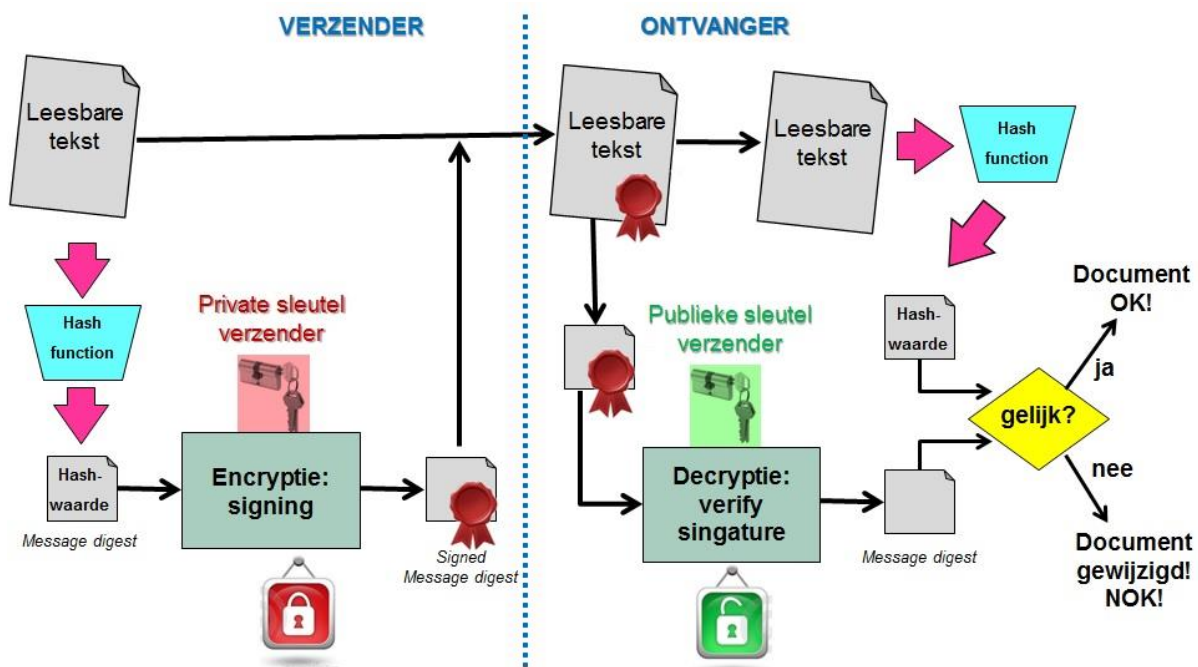 VERZENDER
ONTVANGER
Leesbare
tekst
Leesbare
tekst
Leesbare
tekst
Hash
function
Hash
function
Private sleutel
verzender
Hash-
waarde
Message digest
Encryptie:
signing
Signed
Message digest
Publieke sleutel
verzender
Decryptie:
verify
singature
Message digest
Hash-
waarde
gelijk?
ja
Document
OK!
nee
Document
gewijzigd!
NOK!